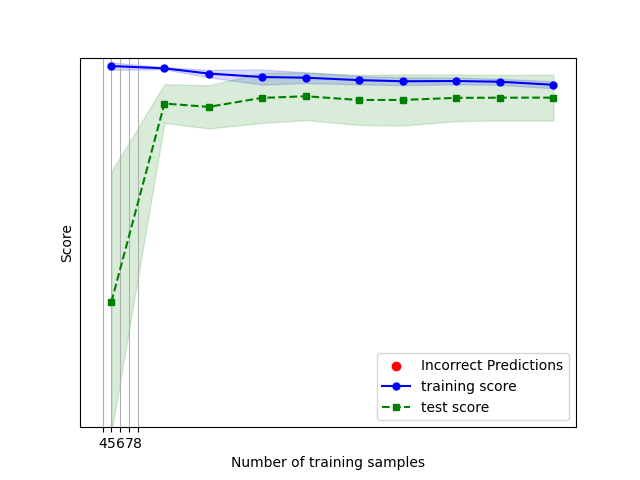 Score
Incorrect Predictions
training score
test score
45678
Number of training samples